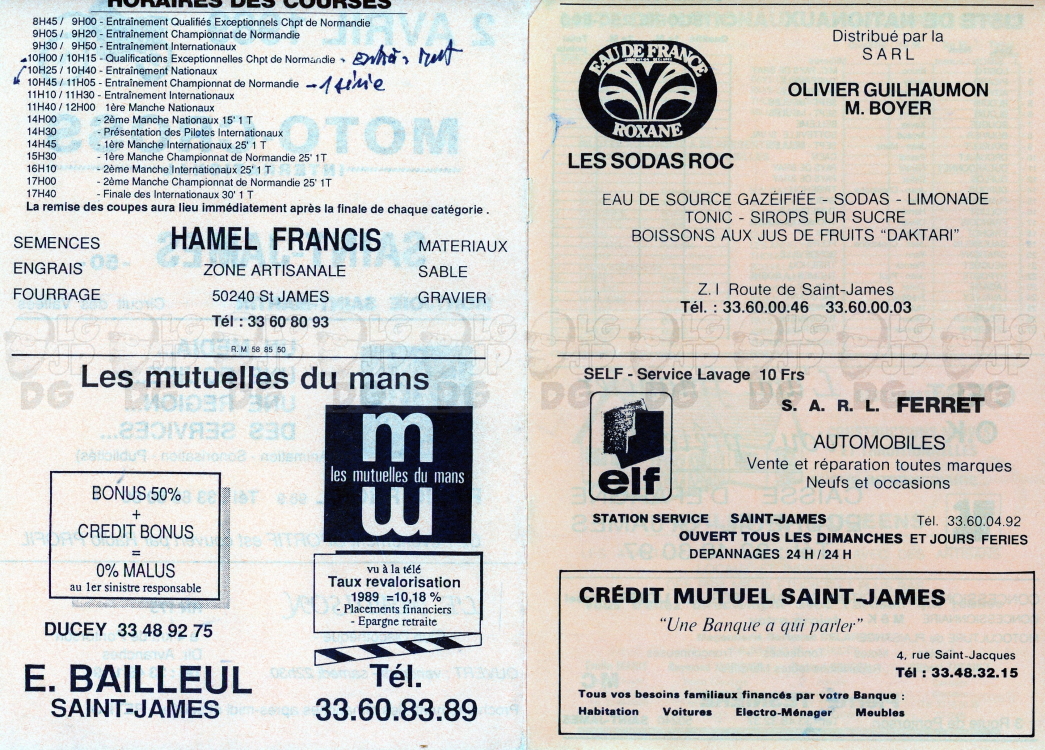 HORAIRES DES COURSES
8H45 / 9H00 - Entraînement Qualifiés Exceptionnels Chpt de Normandie
9H05 / 9H20 - Entraînement Championnat de Normandie
9H30 / 9H50 - Entraînement Internationaux
10H00 / 10H15 - Qualifications Exceptionnelles Chpt de Normandie -
10H25 / 10H40 - Entraînement Nationaux
10H45 / 11H05 - Entraînement Championnat de Normandie - 1 série
11H10 / 11H30 - Entraînement Internationaux
11H40 / 12H00 1ère Manche Nationaux
14H00 - 2ème Manche Nationaux 15' 1 T
14H30 - Présentation des Pilotes Internationaux
14H45 - 1ère Manche Internationaux 25' 1 T
15H30 - 1ère Manche Championnat de Normandie 25' 1T
16H10 - 2ème Manche Internationaux 25' 1 T
17H00 - 2ème Manche Championnat de Normandie 25' 1T
17H40 - Finale des Internationaux 30' 1 T
La remise des coupes aura lieu immédiatement après la finale de chaque catégorie .
SEMENCES
ENGRAIS
FOURRAGE
HAMEL FRANCIS
ZONE ARTISANALE
50240 St JAMES
Tél : 33 60 80 93
R. M 58 85 50
MATERIAUX
SABLE
GRAVIER
Les mutuelles du mans
BONUS 50%
+
CREDIT BONUS
=
0% MALUS
au 1er sinistre responsable
les mutuelles du mans
vu à la télé
Taux revalorisation
1989 =10,18 %
- Placements financiers
- Epargne retraite
DUCEY 33 48 92 75
E. BAILLEUL
SAINT-JAMES
Tél.
33.60.83.89
EAU DE FRANCE
ROXANE
LES SODAS ROC
Distribué par la
SARL
OLIVIER GUILHAUMON
M. BOYER
EAU DE SOURCE GAZÉIFIÉE - SODAS - LIMONADE
TONIC - SIROPS PUR SUCRE
BOISSONS AUX JUS DE FRUITS "DAKTARI"
Z. I Route de Saint-James
Tél. : 33.60.00.46 33.60.00.03
SELF - Service Lavage 10 Frs
elf
S. A. R. L. FERRET
AUTOMOBILES
Vente et réparation toutes marques
Neufs et occasions
STATION SERVICE SAINT-JAMES Tél. 33.60.04.92
OUVERT TOUS LES DIMANCHES ET JOURS FERIES
DEPANNAGES 24 H / 24 H
CRÉDIT MUTUEL SAINT-JAMES
"Une Banque a qui parler"
4, rue Saint-Jacques
Tél : 33.48.32.15
Tous vos besoins familiaux financés par votre Banque :
Habitation Voitures Electro-Ménager Meubles